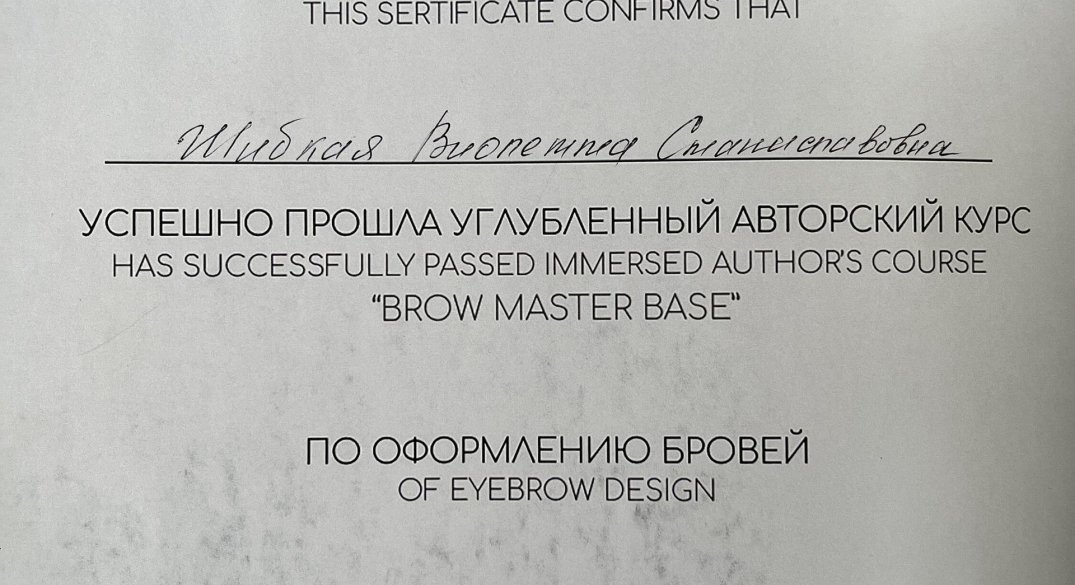 THIS SERTIFICATE CONFIRMS THAT
Шибкая Виолетта Станиславовна
УСПЕШНО ПРОШЛА УГЛУБЛЕННЫЙ АВТОРСКИЙ КУРС
HAS SUCCESSFULLY PASSED IMMERSED AUTHOR'S COURSE
“BROW MASTER BASE”
ПО ОФОРМЛЕНИЮ БРОВЕЙ
OF EYEBROW DESIGN